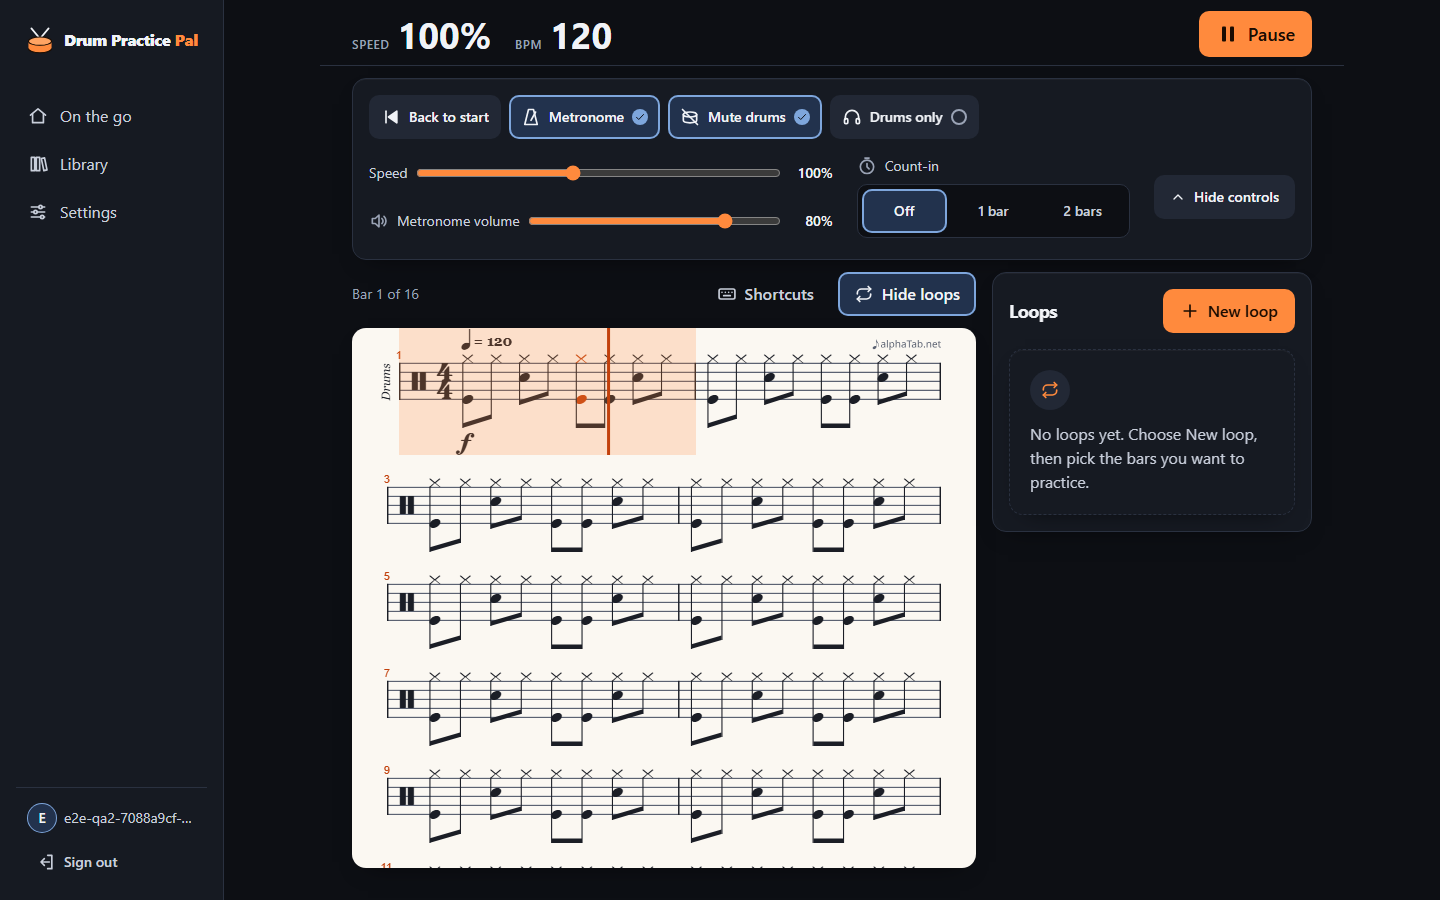 Drum Practice Pal
On the go
Library
Settings
e2e-qa2-7088a9cf-...
Sign out
SPEED 100% BPM 120
Pause
Back to start Metronome Mute drums Drums only
Speed 100%
Metronome volume 80%
Count-in
Off 1 bar 2 bars
Hide controls
Bar 1 of 16
Shortcuts Hide loops
= 120
alphaTab.net
1
Drums
4
4
f
3
5
7
9
11
Loops
New loop
No loops yet. Choose New loop,
then pick the bars you want to
practice.